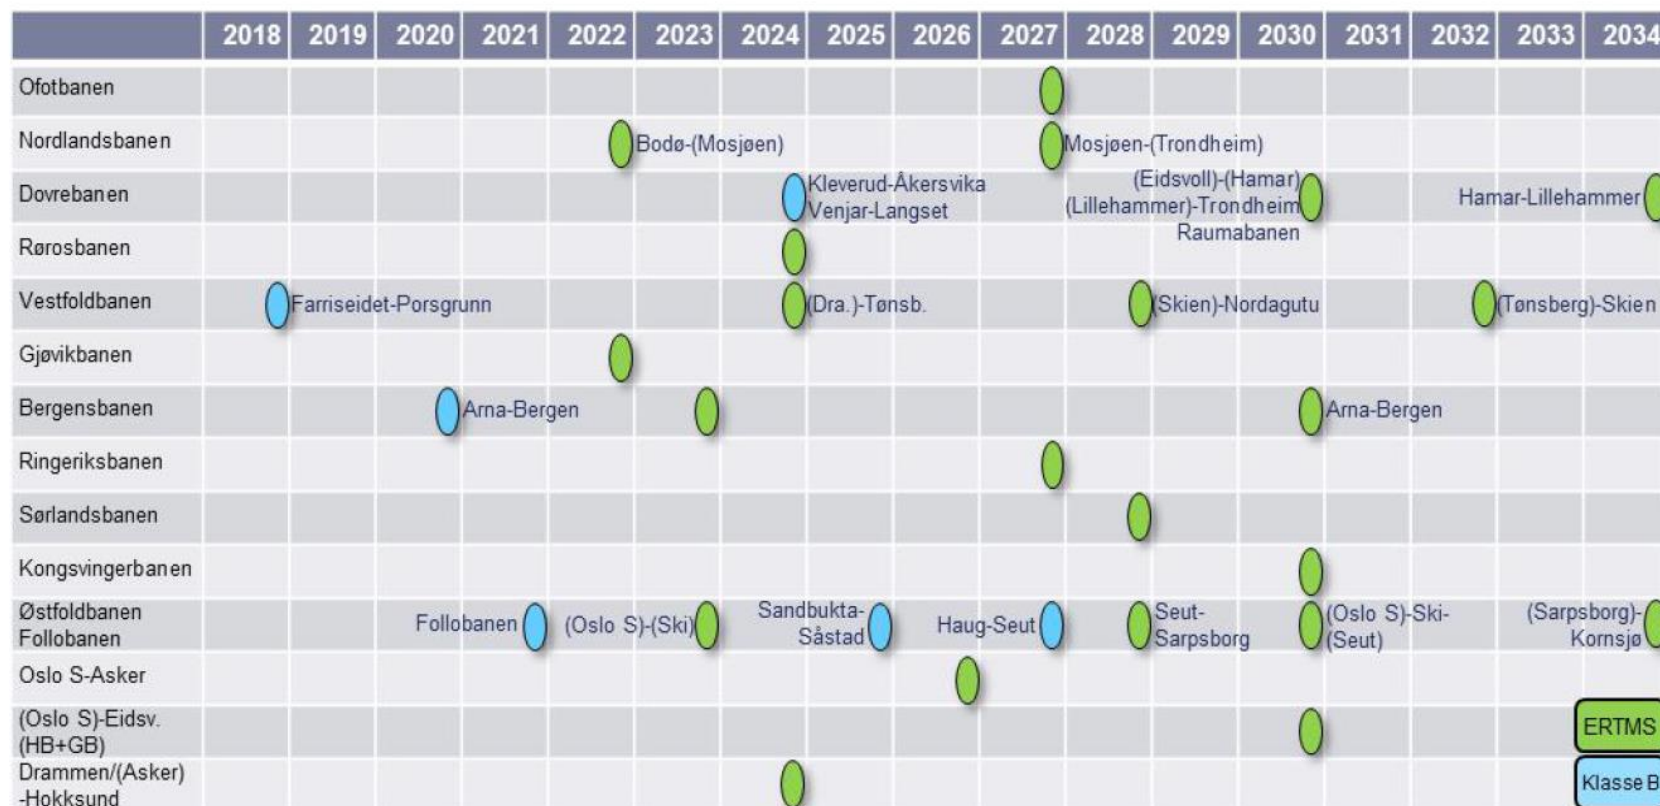 2018 2019 2020 2021 2022 2023 2024 2025 2026 2027 2028 2029 2030 2031 2032 2033 2034
Ofotbanen
Nordlandsbanen Bodø-(Mosjøen) Mosjøen-(Trondheim)
Dovrebanen
Kleverud-Åkersvika
Venjar-Langset
(Eidsvoll)-(Hamar)
(Lillehammer)-Trondheim
Raumabanen
Hamar-Lillehammer
Rørosbanen
Vestfoldbanen Farriseidet-Porsgrunn (Dra.)-Tønsb. (Skien)-Nordagutu (Tønsberg)-Skien
Gjøvikbanen
Bergensbanen Arna-Bergen Arna-Bergen
Ringeriksbanen
Sørlandsbanen
Kongsvingerbanen
Østfoldbanen
Follobanen
Follobanen
(Oslo S)-(Ski)
Sandbukta-
Såstad
Haug-Seut
Seut-
Sarpsborg
(Oslo S)-Ski-
(Seut)
(Sarpsborg)-
Kornsjø
Oslo S-Asker
(Oslo S)-Eidsv.
(HB+GB)
ERTMS
Drammen/(Asker)
-Hokksund
Klasse B